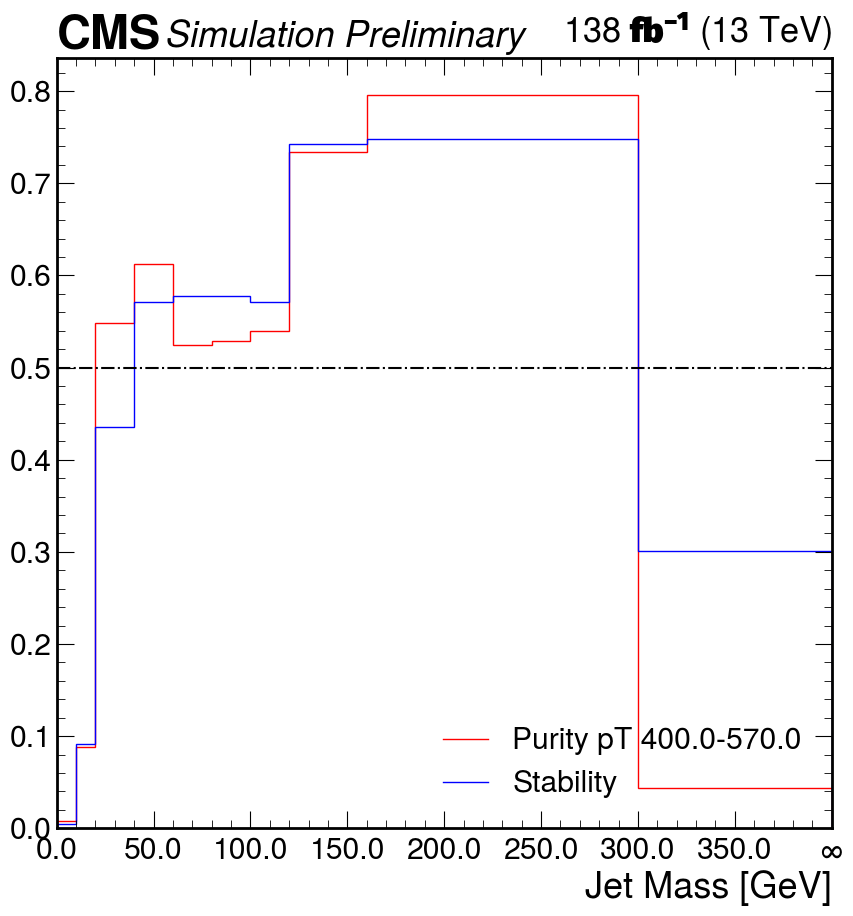 CMS Simulation Preliminary 138 fb⁻¹ (13 TeV)
0.8
0.7
0.6
0.5
0.4
0.3
0.2
0.1
0.0
Purity pT 400.0-570.0
Stability
0.0 50.0 100.0 150.0 200.0 250.0 300.0 350.0 ∞
Jet Mass [GeV]